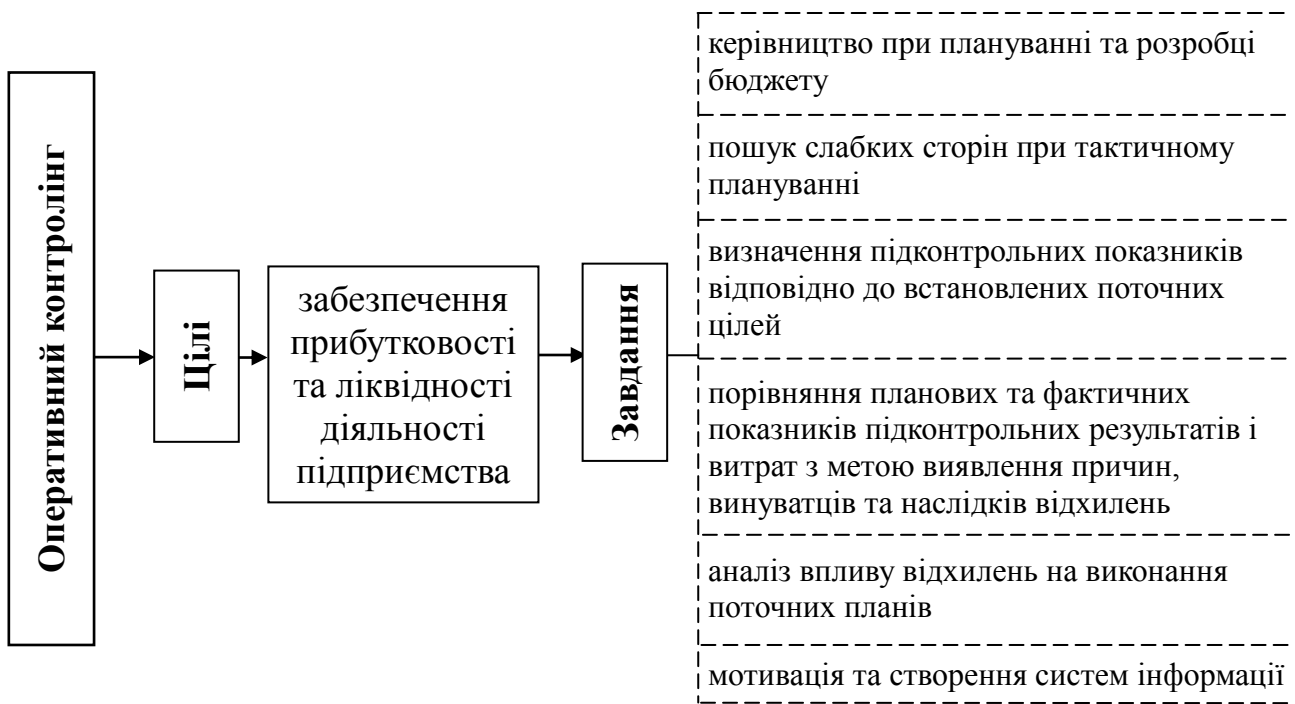 Оперативний контролінг
Цілі
забезпечення
прибутковості
та ліквідності
діяльності
підприємства
Завдання
керівництво при плануванні та розробці
бюджету
пошук слабких сторін при тактичному
плануванні
визначення підконтрольних показників
відповідно до встановлених поточних
цілей
порівняння планових та фактичних
показників підконтрольних результатів і
витрат з метою виявлення причин,
винуватців та наслідків відхилень
аналіз впливу відхилень на виконання
поточних планів
мотивація та створення систем інформації